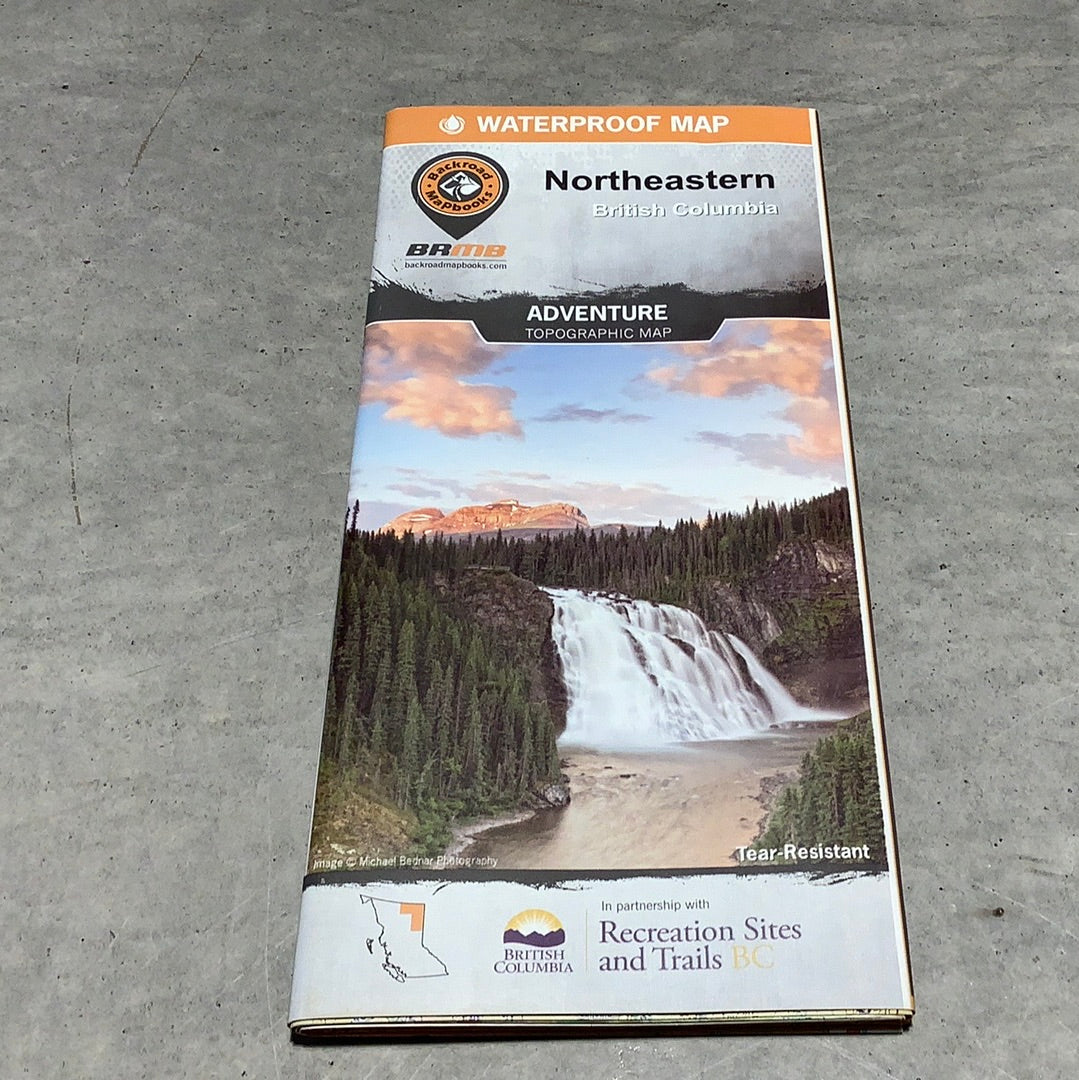 WATERPROOF MAP
Backroad Mapbooks
BRMB
backroadmapbooks.com
Northeastern
British Columbia
ADVENTURE
TOPOGRAPHIC MAP
Image © Michael Bednar Photography
Tear-Resistant
BRITISH
COLUMBIA
In partnership with
Recreation Sites
and Trails BC